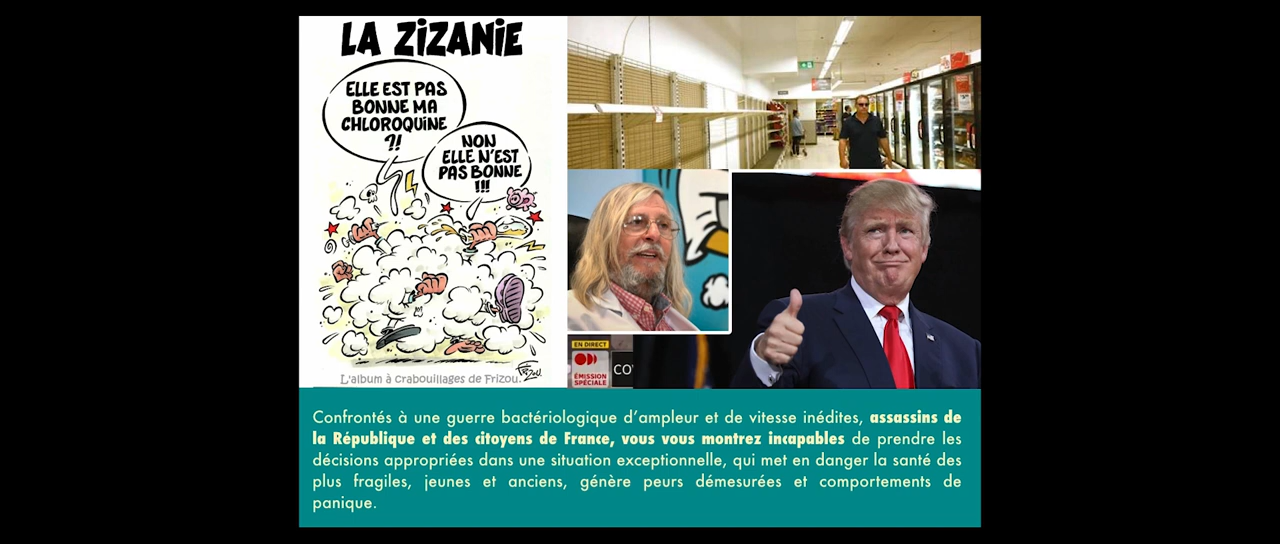 LA ZiZANiE
ELLE EST PAS
BONNE MA
CHLOROQUINE
?!
NON
ELLE N'EST
PAS BONNE
!!!
L'album à crabouillages de Frizou.
EN DIRECT
ÉMISSION
SPÉCIALE
Confrontés à une guerre bactériologique d'ampleur et de vitesse inédites, assassins de
la République et des citoyens de France, vous vous montrez incapables de prendre les
décisions appropriées dans une situation exceptionnelle, qui met en danger la santé des
plus fragiles, jeunes et anciens, génère peurs démesurées et comportements de
panique.